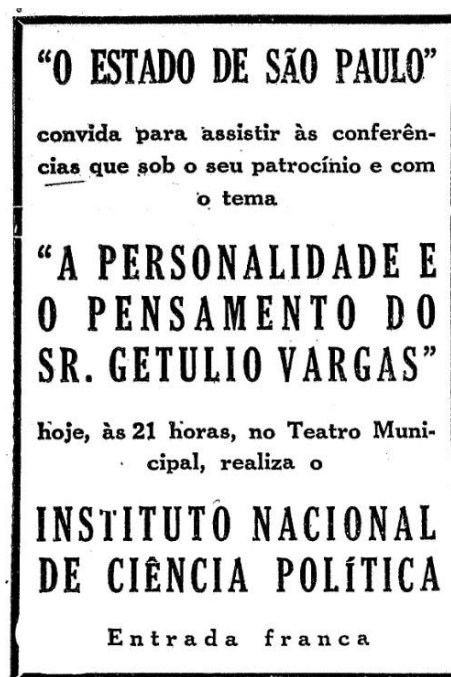 "O ESTADO DE SÃO PAULO"
convida para assistir às conferên-
cias que sob o seu patrocínio e com
o tema
"A PERSONALIDADE E
O PENSAMENTO DO
SR. GETULIO VARGAS"
hoje, às 21 horas, no Teatro Muni-
cipal, realiza o
INSTITUTO NACIONAL
DE CIÊNCIA POLÍTICA
Entrada franca